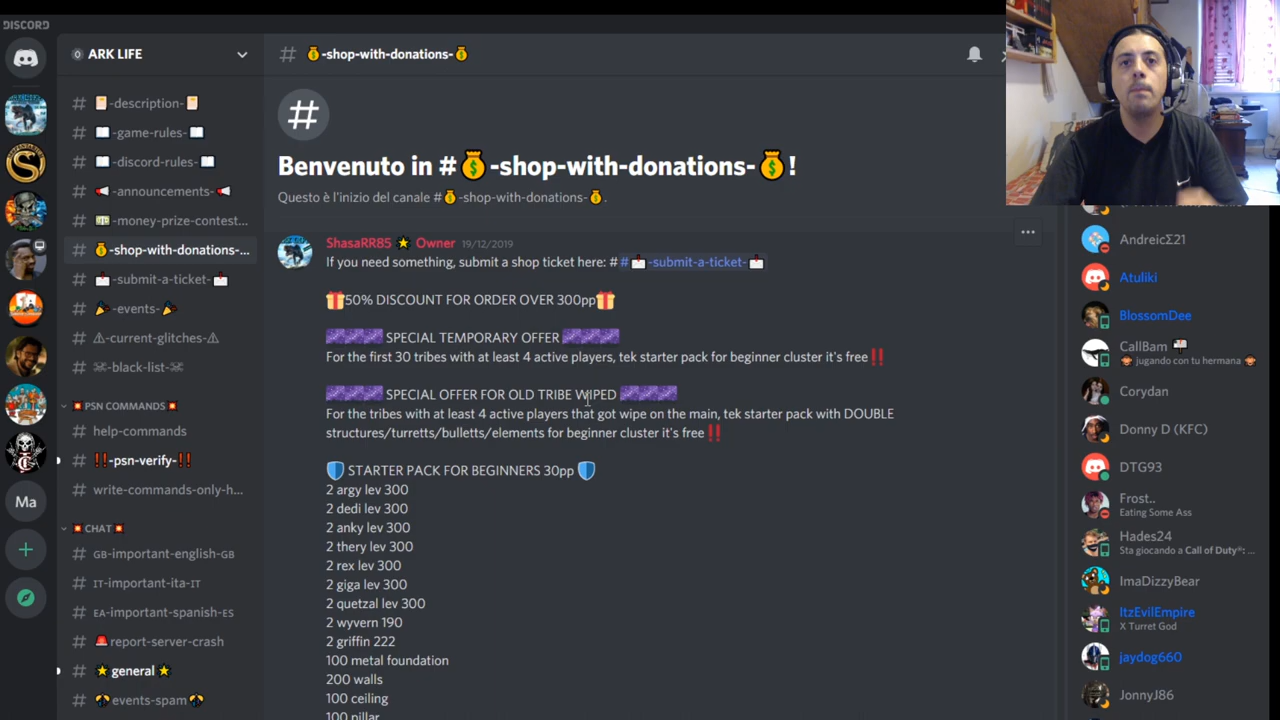 DISCORD
ARK LIFE
-description-
-game-rules-
-discord-rules-
-announcements-
-money-prize-contest...
-shop-with-donations-...
-submit-a-ticket-
-events-
-current-glitches-
-black-list-
PSN COMMANDS
help-commands
-psn-verify-
write-commands-only-h...
CHAT
GB-important-english-GB
IT-important-ita-IT
EA-important-spanish-ES
report-server-crash
general
events-spam
Ma
# -shop-with-donations-
Benvenuto in #💰-shop-with-donations-💰!
Questo è l'inizio del canale #💰-shop-with-donations-💰.
ShasaRR85 Owner 19/12/2019
If you need something, submit a shop ticket here: ##📩-submit-a-ticket-📩
🎁50% DISCOUNT FOR ORDER OVER 300pp🎁
SPECIAL TEMPORARY OFFER
For the first 30 tribes with at least 4 active players, tek starter pack for beginner cluster it's free‼️
SPECIAL OFFER FOR OLD TRIBE WIPED
For the tribes with at least 4 active players that got wipe on the main, tek starter pack with DOUBLE
structures/turretts/bulletts/elements for beginner cluster it's free‼️
STARTER PACK FOR BEGINNERS 30pp
2 argy lev 300
2 dedi lev 300
2 anky lev 300
2 thery lev 300
2 rex lev 300
2 giga lev 300
2 quetzal lev 300
2 wyvern 190
2 griffin 222
100 metal foundation
200 walls
100 ceiling
100 pillar
AndreicΣ21
Atuliki
BlossomDee
CallBam
jugando con tu hermana
Corydan
Donny D (KFC)
DTG93
Frost..
Eating Some Ass
Hades24
Sta giocando a Call of Duty®: ...
ImaDizzyBear
ItzEvilEmpire
X Turret God
jaydog660
JonnyJ86